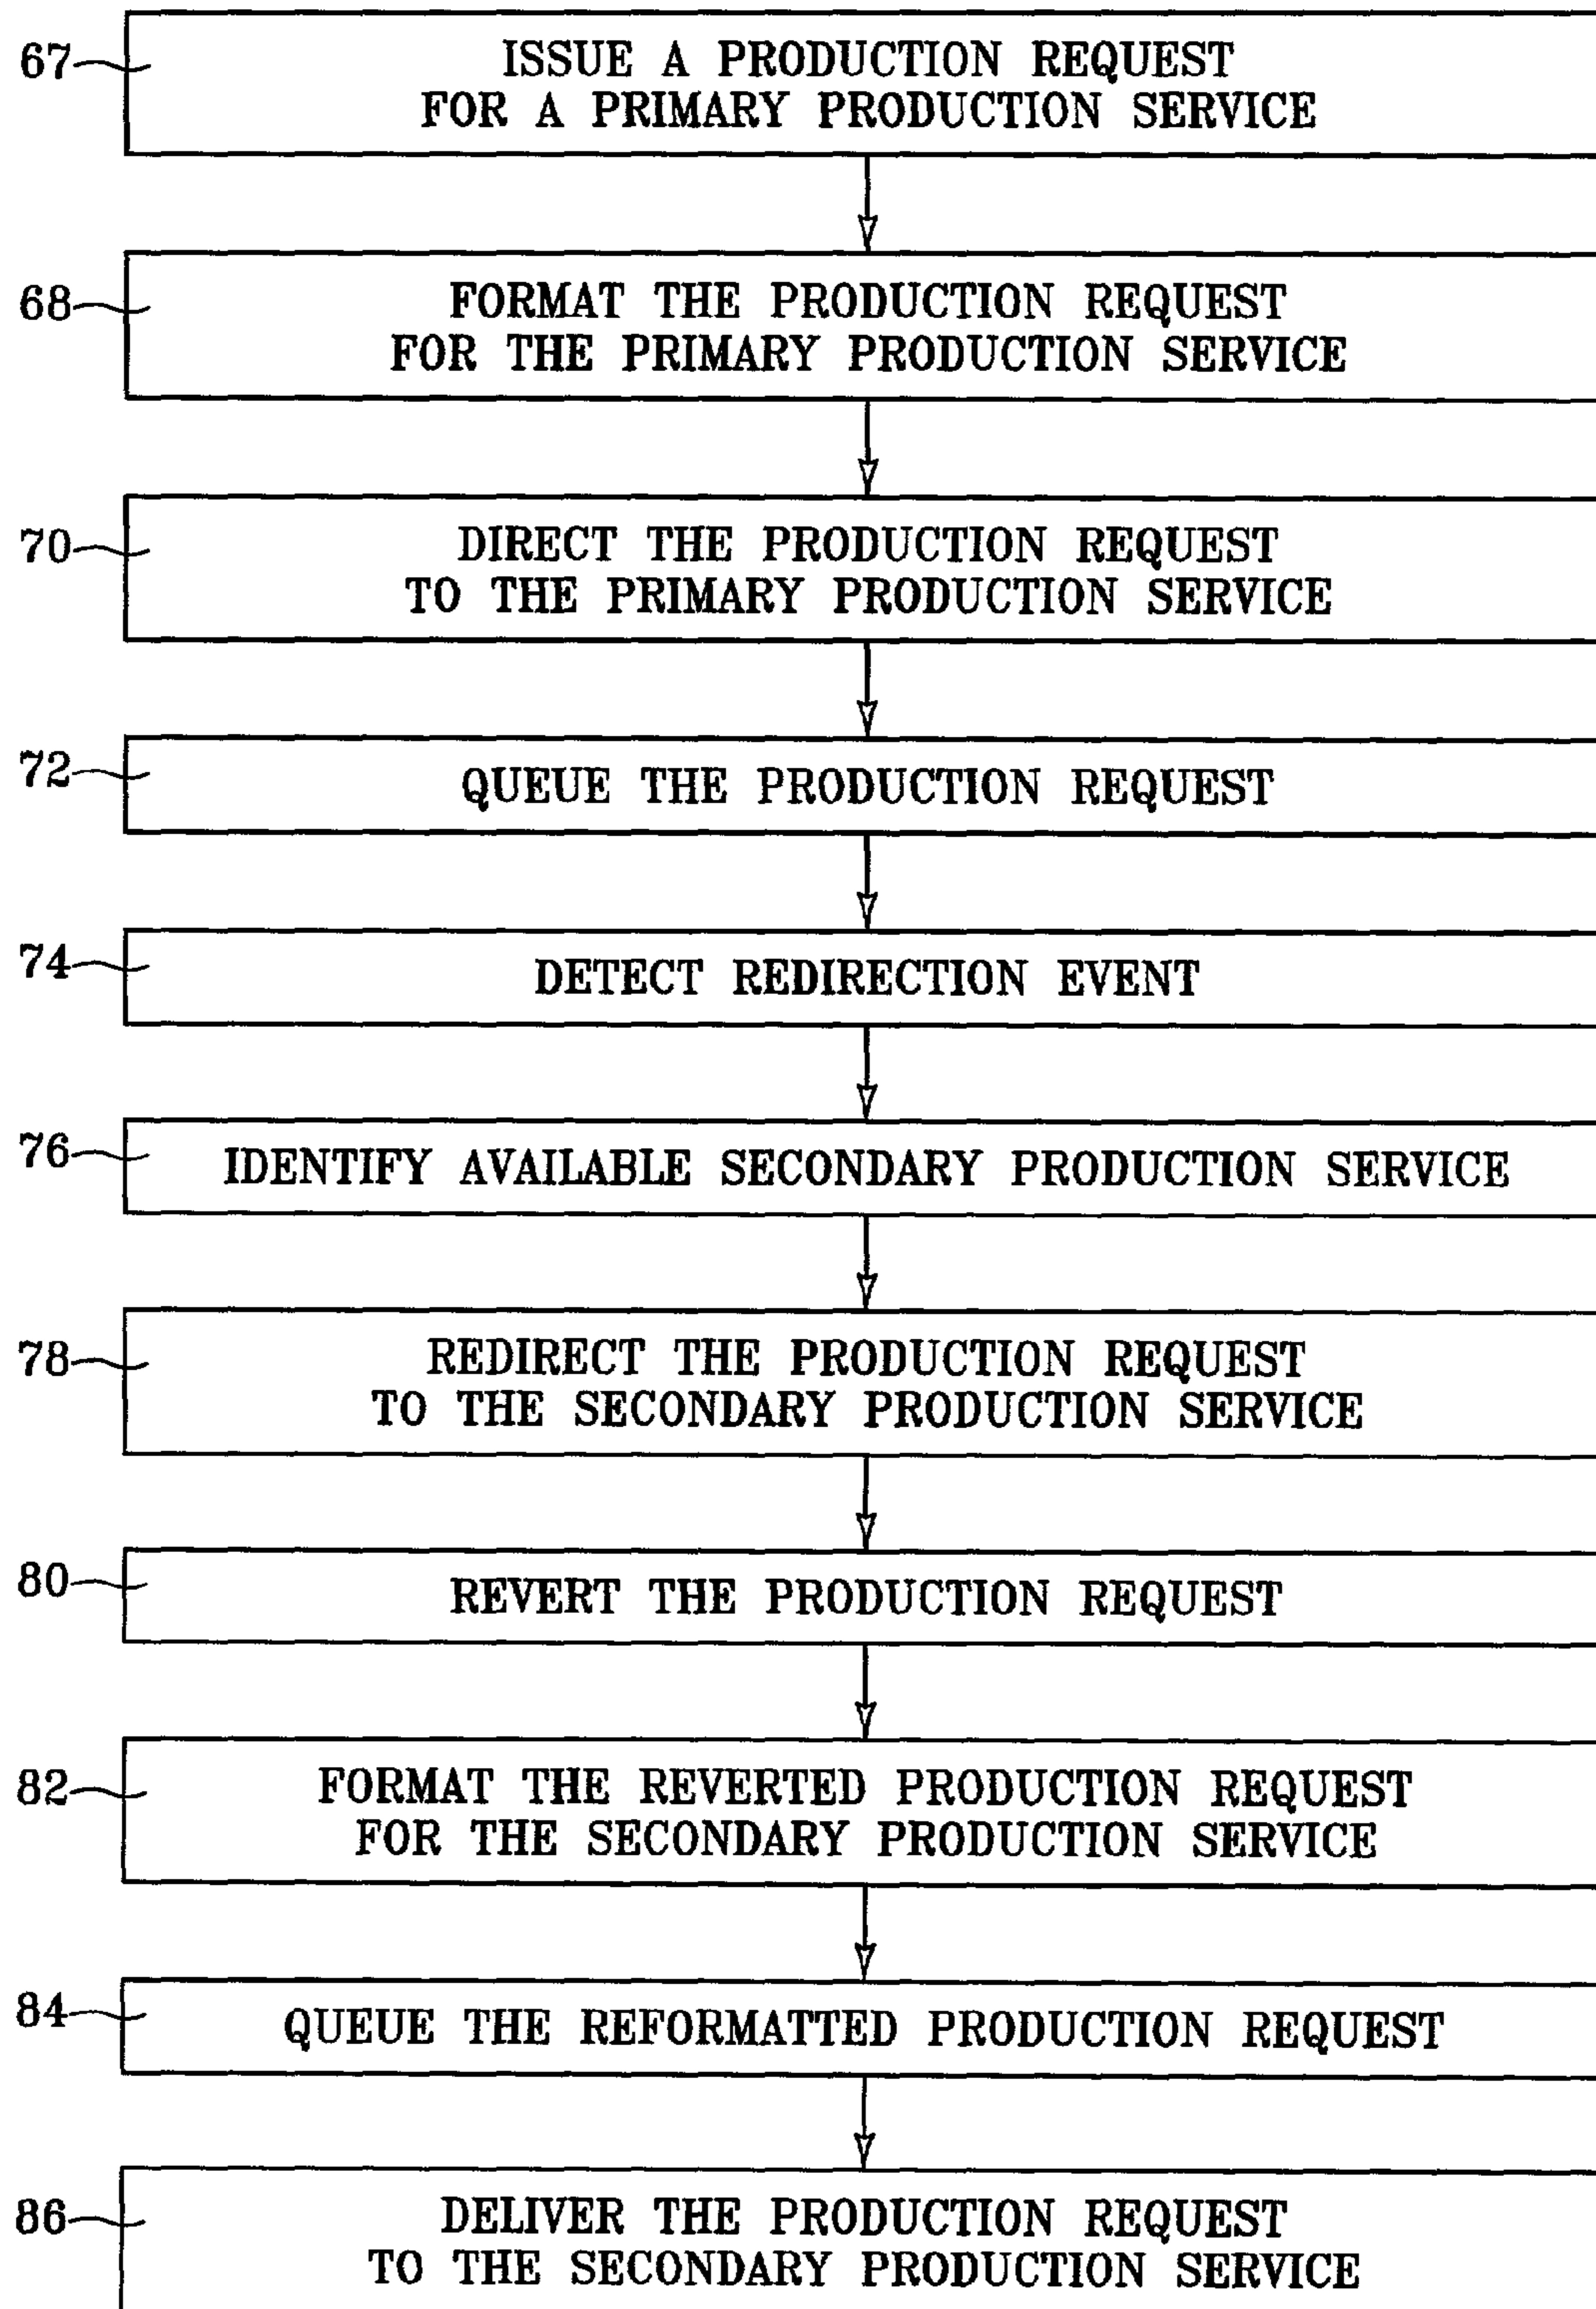 67
ISSUE A PRODUCTION REQUEST
FOR A PRIMARY PRODUCTION SERVICE
68
FORMAT THE PRODUCTION REQUEST
FOR THE PRIMARY PRODUCTION SERVICE
70
DIRECT THE PRODUCTION REQUEST
TO THE PRIMARY PRODUCTION SERVICE
72
QUEUE THE PRODUCTION REQUEST
74
DETECT REDIRECTION EVENT
76
IDENTIFY AVAILABLE SECONDARY PRODUCTION SERVICE
78
REDIRECT THE PRODUCTION REQUEST
TO THE SECONDARY PRODUCTION SERVICE
80
REVERT THE PRODUCTION REQUEST
82
FORMAT THE REVERTED PRODUCTION REQUEST
FOR THE SECONDARY PRODUCTION SERVICE
84
QUEUE THE REFORMATTED PRODUCTION REQUEST
86
DELIVER THE PRODUCTION REQUEST
TO THE SECONDARY PRODUCTION SERVICE